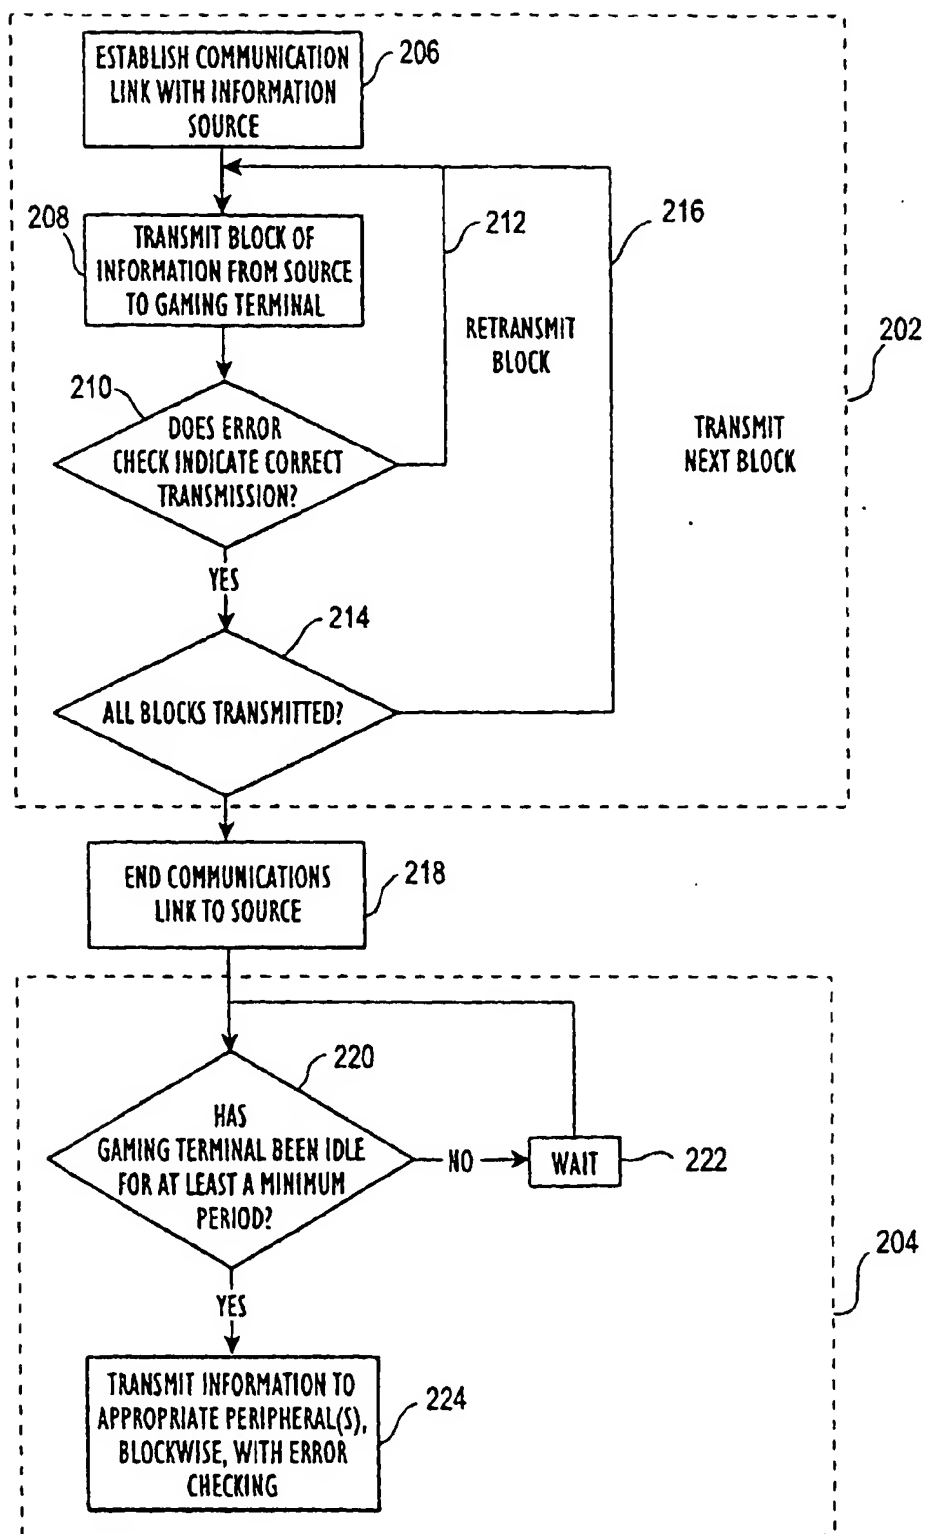 ESTABLISH COMMUNICATION
LINK WITH INFORMATION
SOURCE
206
208
TRANSMIT BLOCK OF
INFORMATION FROM SOURCE
TO GAMING TERMINAL
212
216
RETRANSMIT
BLOCK
202
210
DOES ERROR
CHECK INDICATE CORRECT
TRANSMISSION?
TRANSMIT
NEXT BLOCK
YES
214
ALL BLOCKS TRANSMITTED?
END COMMUNICATIONS
LINK TO SOURCE
218
220
HAS
GAMING TERMINAL BEEN IDLE
FOR AT LEAST A MINIMUM
PERIOD?
NO
WAIT
222
204
YES
TRANSMIT INFORMATION TO
APPROPRIATE PERIPHERAL(S),
BLOCKWISE, WITH ERROR
CHECKING
224